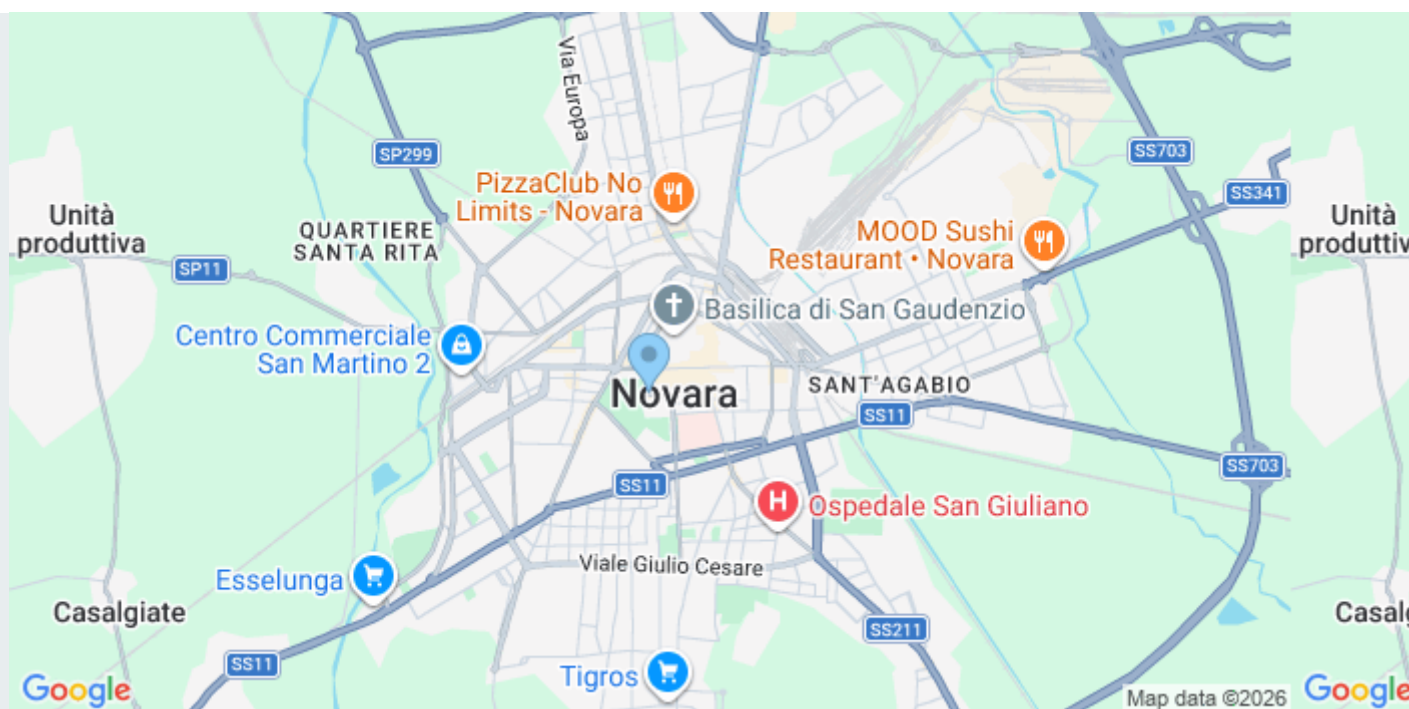 Via Europa
SP299
SS703
PizzaClub No
Limits - Novara
SS341
Unità
produttiva
QUARTIERE
SANTA RITA
MOOD Sushi
Restaurant • Novara
Unità
produttiv
SP11
Basilica di San Gaudenzio
Centro Commerciale
San Martino 2
Novara
SANT'AGABIO
SS11
SS703
SS11
Ospedale San Giuliano
Viale Giulio Cesare
Esselunga
Casalgiate
Casalg
SS211
SS11
Tigros
Google
Map data ©2026
Google